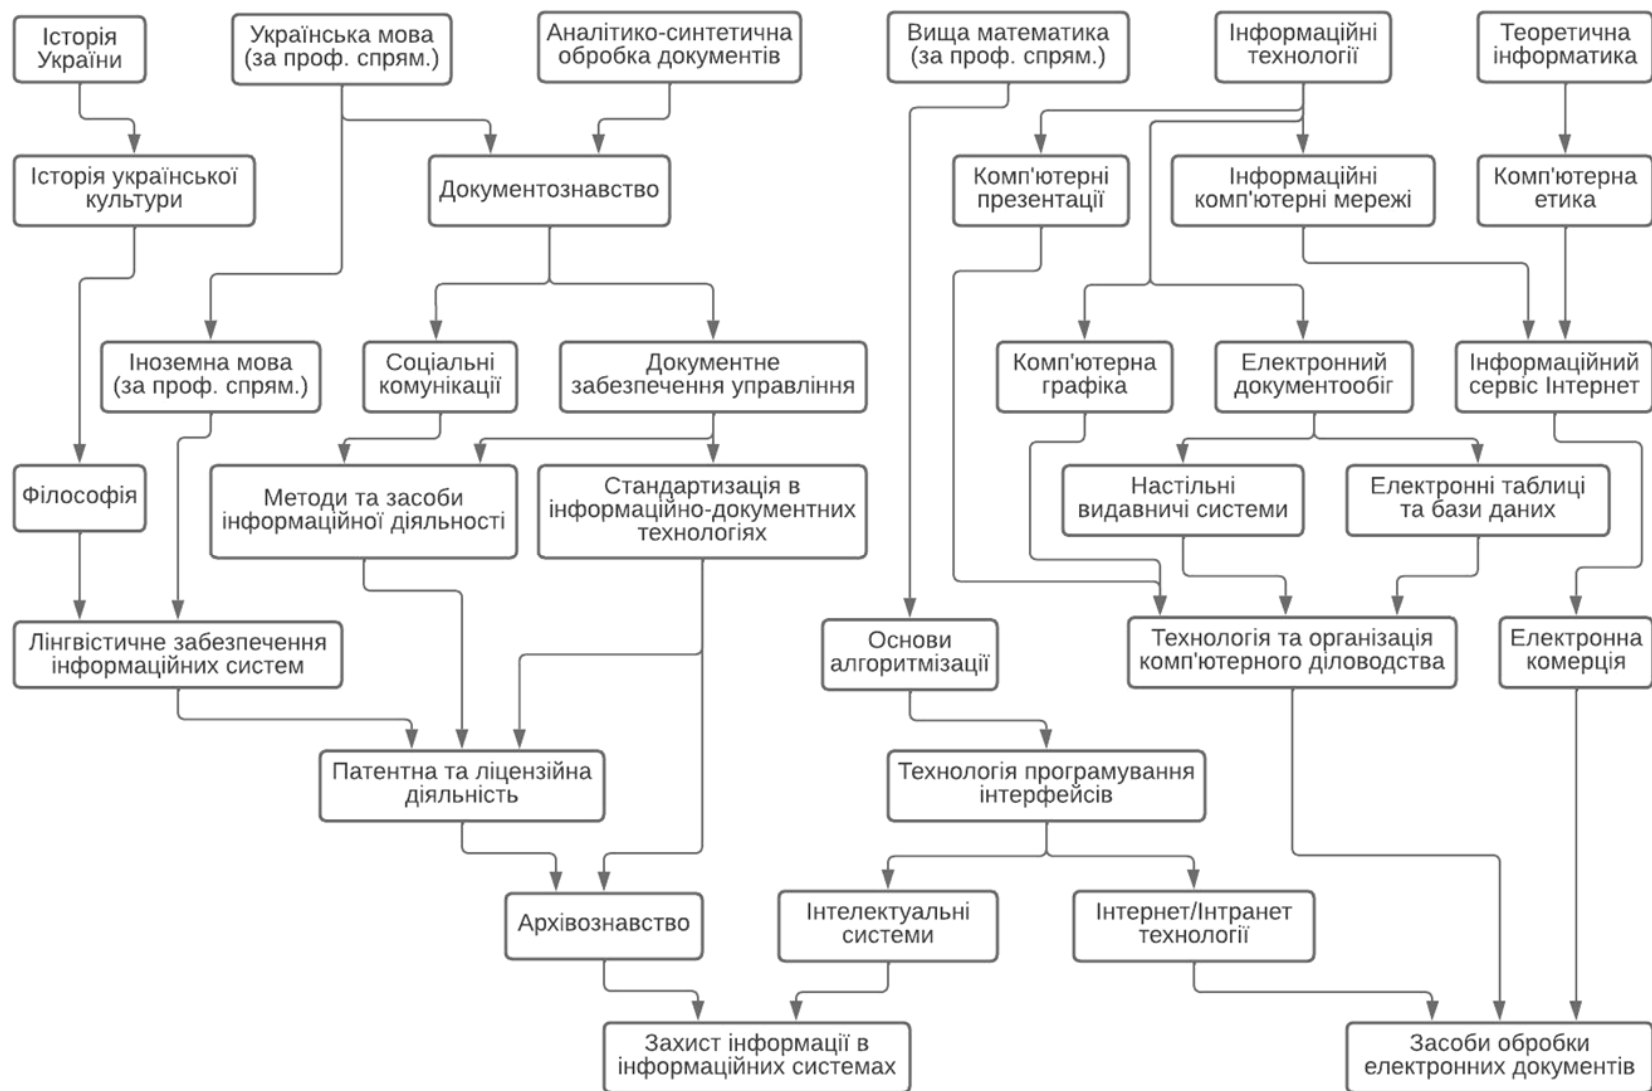 Історія
України
Українська мова
(за проф. спрям.)
Аналітико-синтетична
обробка документів
Вища математика
(за проф. спрям.)
Інформаційні
технології
Теоретична
інформатика
Історія української
культури
Документознавство
Комп'ютерні
презентації
Інформаційні
комп'ютерні мережі
Комп'ютерна
етика
Іноземна мова
(за проф. спрям.)
Соціальні
комунікації
Документне
забезпечення управління
Комп'ютерна
графіка
Електронний
документообіг
Інформаційний
сервіс Інтернет
Філософія
Методи та засоби
інформаційної діяльності
Стандартизація в
інформаційно-документних
технологіях
Настільні
видавничі системи
Електронні таблиці
та бази даних
Лінгвістичне забезпечення
інформаційних систем
Основи
алгоритмізації
Технологія та організація
комп'ютерного діловодства
Електронна
комерція
Патентна та ліцензійна
діяльність
Технологія програмування
інтерфейсів
Архівознавство
Інтелектуальні
системи
Інтернет/Інтранет
технології
Захист інформації в
інформаційних системах
Засоби обробки
електронних документів